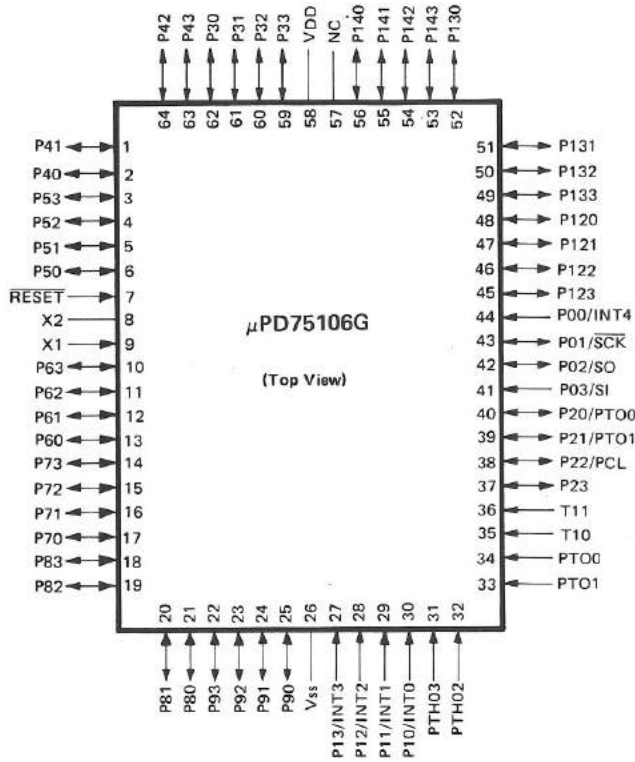 P42 P43 P30 P31 P32 P33 VDD NC P140 P141 P142 P143 P130
64 63 62 61 60 59 58 57 56 55 54 53 52
P41 1 51 P131
P40 2 50 P132
P53 3 49 P133
P52 4 48 P120
P51 5 47 P121
P50 6 46 P122
RESET 7 45 P123
X2 8 44 P00/INT4
X1 9 43 P01/SCK
P63 10 42 P02/SO
P62 11 41 P03/SI
P61 12 40 P20/PTO0
P60 13 39 P21/PTO1
P73 14 38 P22/PCL
P72 15 37 P23
P71 16 36 T11
P70 17 35 T10
P83 18 34 PTO0
P82 19 33 PTO1
μPD75106G
(Top View)
20 21 22 23 24 25 26 27 28 29 30 31 32
P81 P80 P93 P92 P91 P90 Vss P13/INT3 P12/INT2 P11/INT1 P10/INT0 PTH03 PTH02